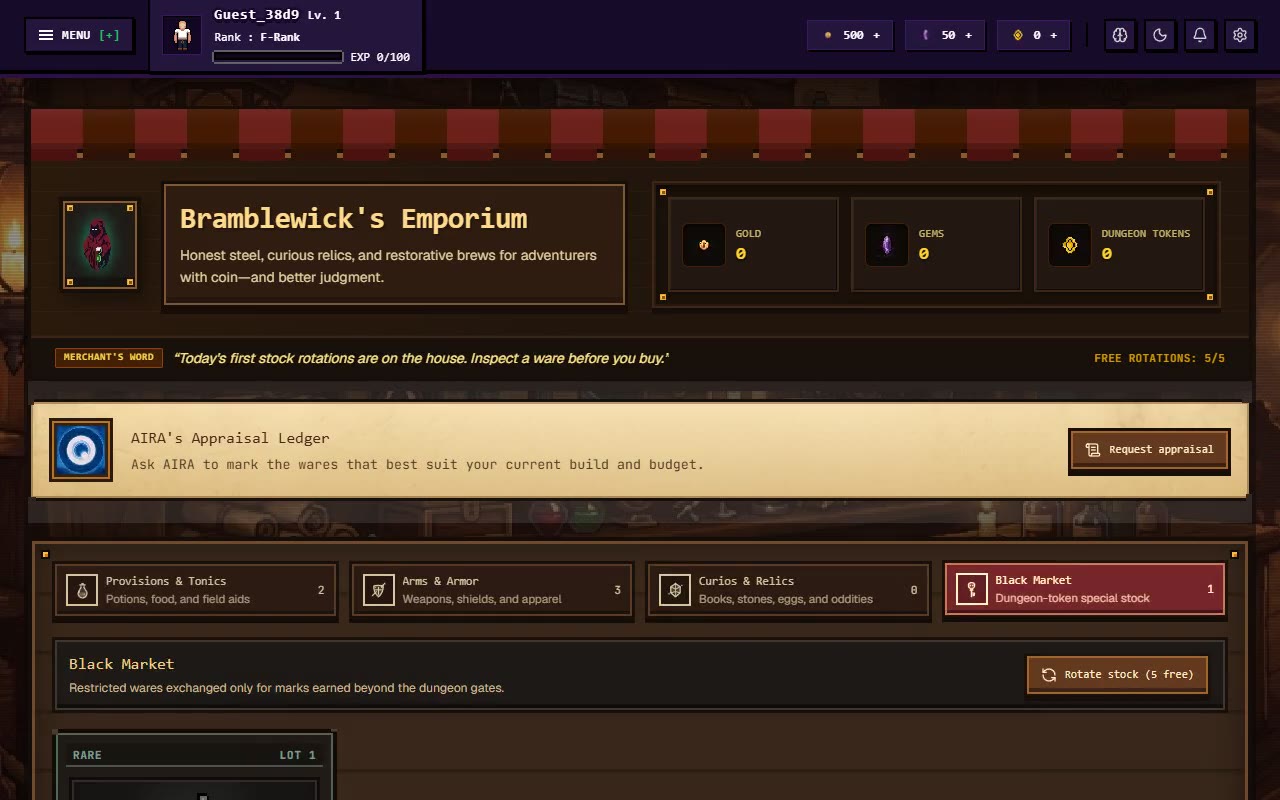 MENU [+]
Guest_38d9 Lv. 1
Rank : F-Rank
EXP 0/100
500 +
50 +
0 +
Bramblewick's Emporium
Honest steel, curious relics, and restorative brews for adventurers
with coin—and better judgment.
GOLD
0
GEMS
0
DUNGEON TOKENS
0
MERCHANT'S WORD
“Today's first stock rotations are on the house. Inspect a ware before you buy.”
FREE ROTATIONS: 5/5
AIRA's Appraisal Ledger
Ask AIRA to mark the wares that best suit your current build and budget.
Request appraisal
Provisions & Tonics
Potions, food, and field aids
2
Arms & Armor
Weapons, shields, and apparel
3
Curios & Relics
Books, stones, eggs, and oddities
0
Black Market
Dungeon-token special stock
1
Black Market
Restricted wares exchanged only for marks earned beyond the dungeon gates.
Rotate stock (5 free)
RARE
LOT 1